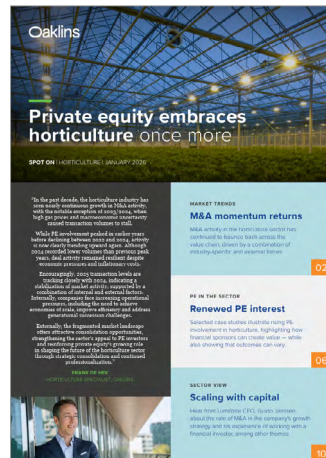 Oaklins
Private equity embraces
horticulture once more
SPOT ON | HORTICULTURE | JANUARY 2026
"In the past decade, the horticulture industry has
seen nearly continuous growth in M&A activity,
with the notable exception of 2023/2024, when
high gas prices and macroeconomic uncertainty
caused transaction volumes to stall.
While PE involvement peaked in earlier years
before declining between 2022 and 2024, activity
is now clearly trending upward again. Although
2024 recorded lower volumes than previous peak
years, deal activity remained resilient despite
economic pressures and inflationary costs.
Encouragingly, 2025 transaction levels are
tracking closely with 2024, indicating a
stabilization of market activity, supported by a
combination of internal and external factors.
Internally, companies face increasing operational
pressures, including the need to achieve
economies of scale, improve efficiency and address
generational succession challenges.
Externally, the fragmented market landscape
offers attractive consolidation opportunities,
strengthening the sector's appeal to PE investors
and reinforcing private equity's growing role
in shaping the future of the horticulture sector
through strategic consolidation and continued
professionalization."
FRANK DE HEK
HORTICULTURE SPECIALIST, OAKLINS
MARKET TRENDS
M&A momentum returns
M&A activity in the horticulture sector has
continued to bounce back across the
value chain, driven by a combination of
industry-specific and external forces.
02
PE IN THE SECTOR
Renewed PE interest
Selected case studies illustrate rising PE
involvement in horticulture, highlighting how
financial sponsors can create value — while
also showing that outcomes can vary.
06
SECTOR VIEW
Scaling with capital
Hear from
CFO,
about the role of M&A in the company's growth
strategy and his experience of working with a
financial investor, among other themes.
10